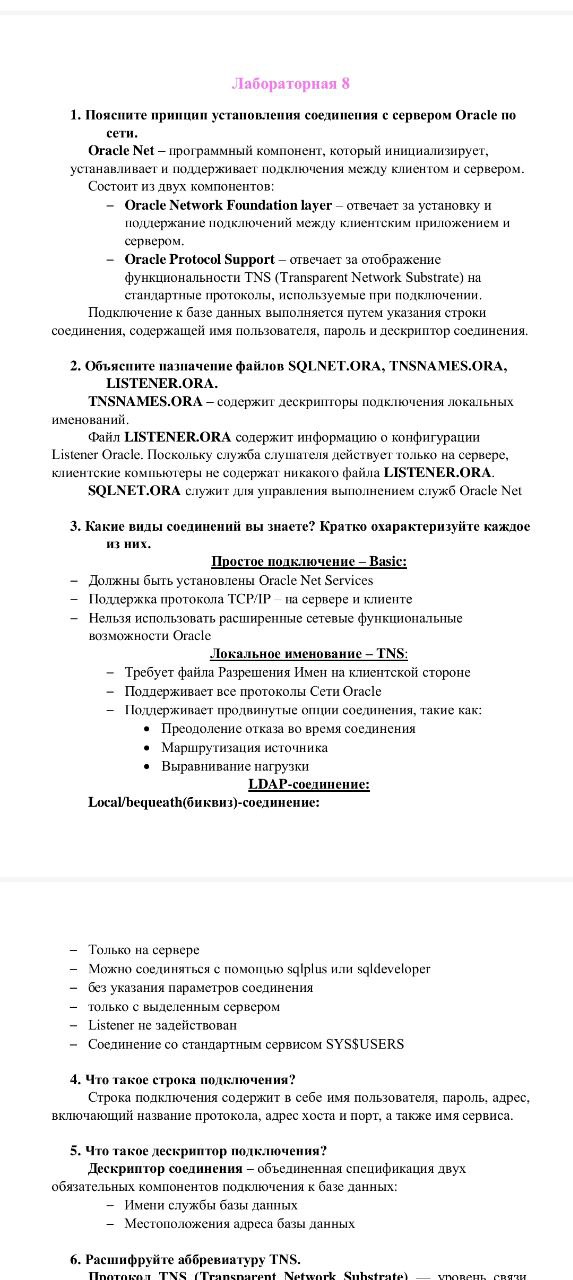 Лабораторная 8
1. Поясните принцип установления соединения с сервером Oracle по
сети.
Oracle Net – программный компонент, который инициализирует,
устанавливает и поддерживает подключения между клиентом и сервером.
Состоит из двух компонентов:
− Oracle Network Foundation layer – отвечает за установку и
поддержание подключений между клиентским приложением и
сервером.
− Oracle Protocol Support – отвечает за отображение
функциональности TNS (Transparent Network Substrate) на
стандартные протоколы, используемые при подключении.
Подключение к базе данных выполняется путем указания строки
соединения, содержащей имя пользователя, пароль и дескриптор соединения.
2. Объясните назначение файлов SQLNET.ORA, TNSNAMES.ORA,
LISTENER.ORA.
TNSNAMES.ORA – содержит дескрипторы подключения локальных
именований.
Файл LISTENER.ORA содержит информацию о конфигурации
Listener Oracle. Поскольку служба слушателя действует только на сервере,
клиентские компьютеры не содержат никакого файла LISTENER.ORA.
SQLNET.ORA служит для управления выполнением служб Oracle Net
3. Какие виды соединений вы знаете? Кратко охарактеризуйте каждое
из них.
Простое подключение – Basic:
− Должны быть установлены Oracle Net Services
− Поддержка протокола TCP/IP – на сервере и клиенте
− Нельзя использовать расширенные сетевые функциональные
возможности Oracle
Локальное именование – TNS:
− Требует файла Разрешения Имен на клиентской стороне
− Поддерживает все протоколы Сети Oracle
− Поддерживает продвинутые опции соединения, такие как:
• Преодоление отказа во время соединения
• Маршрутизация источника
• Выравнивание нагрузки
LDAP-соединение:
Local/bequeath(биквиз)-соединение:
− Только на сервере
− Можно соединяться с помощью sqlplus или sqldeveloper
− без указания параметров соединения
− только с выделенным сервером
− Listener не задействован
− Соединение со стандартным сервисом SYS$USERS
4. Что такое строка подключения?
Строка подключения содержит в себе имя пользователя, пароль, адрес,
включающий название протокола, адрес хоста и порт, а также имя сервиса.
5. Что такое дескриптор подключения?
Дескриптор соединения – объединенная спецификация двух
обязательных компонентов подключения к базе данных:
− Имени службы базы данных
− Местоположения адреса базы данных
6. Расшифруйте аббревиатуру TNS.
Протокол TNS (Transparent Network Substrate) — уровень связи